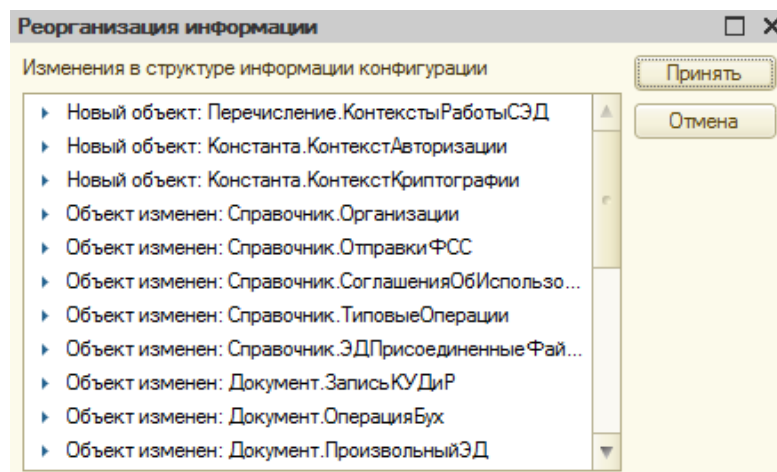 Реорганизация информации
Изменения в структуре информации конфигурации
Принять
Отмена
Новый объект: Перечисление.КонтекстыРаботыСЭД
Новый объект: Константа.КонтекстАвторизации
Новый объект: Константа.КонтекстКриптографии
Объект изменен: Справочник.Организации
Объект изменен: Справочник.ОтправкиФСС
Объект изменен: Справочник.СоглашенияОбИспользо...
Объект изменен: Справочник.ТиповыеОперации
Объект изменен: Справочник.ЭДПрисоединенныеФай...
Объект изменен: Документ.ЗаписьКУДиР
Объект изменен: Документ.ОперацияБух
Объект изменен: Документ.ПроизвольныйЭД